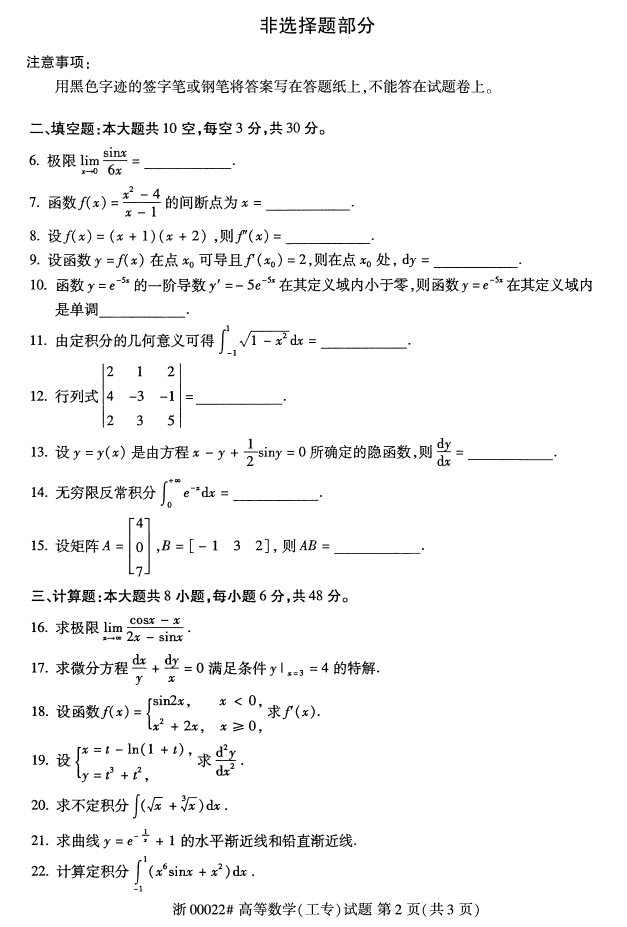 非选择题部分
注意事项:
用黑色字迹的签字笔或钢笔将答案写在答题纸上,不能答在试题卷上。
二、填空题:本大题共 10 空,每空 3 分,共 30 分。
6. 极限 lim_{x→0} sinx/6x = ________.
7. 函数 f(x) = (x² − 4)/(x − 1) 的间断点为 x = ________.
8. 设 f(x) = (x + 1)(x + 2) ,则 f″(x) = ________.
9. 设函数 y = f(x) 在点 x₀ 可导且 f′(x₀) = 2,则在点 x₀ 处, dy = ________.
10. 函数 y = e^{−5x} 的一阶导数 y′ = − 5e^{−5x} 在其定义域内小于零,则函数 y = e^{−5x} 在其定义域内
是单调________.
11. 由定积分的几何意义可得 ∫_{−1}^{1} √(1 − x²) dx = ________.
12. 行列式 |2 1 2; 4 −3 −1; 2 3 5| = ________.
13. 设 y = y(x) 是由方程 x − y + 1/2 siny = 0 所确定的隐函数,则 dy/dx = ________.
14. 无穷限反常积分 ∫_{0}^{+∞} e^{−x} dx = ________.
15. 设矩阵 A = [4; 0; 7] ,B = [ − 1 3 2 ], 则 AB = ________.
三、计算题:本大题共 8 小题,每小题 6 分,共 48 分。
16. 求极限 lim_{x→∞} (cosx − x)/(2x − sinx) .
17. 求微分方程 dx/y + dy/x = 0 满足条件 y|_{x=3} = 4 的特解.
18. 设函数 f(x) = { sin2x, x < 0, x² + 2x, x ≥ 0, 求 f′(x).
19. 设 { x = t − ln(1 + t) , y = t³ + t² , 求 d²y/dx² .
20. 求不定积分 ∫(√x + ∛x)dx .
21. 求曲线 y = e^{−1/x} + 1 的水平渐近线和铅直渐近线.
22. 计算定积分 ∫_{−1}^{1} (x⁶sinx + x²)dx .
浙 00022# 高等数学(工专)试题 第 2 页(共 3 页)